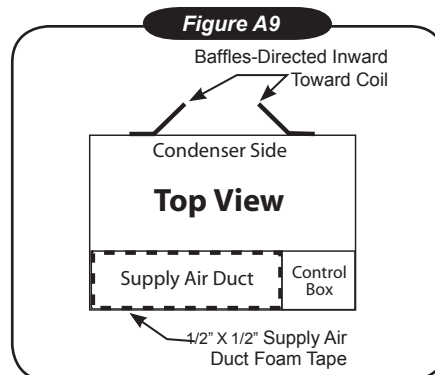 Figure A9
Baffles-Directed Inward
Toward Coil
Condenser Side
Top View
Supply Air Duct
Control
Box
1/2” X 1/2” Supply Air
Duct Foam Tape